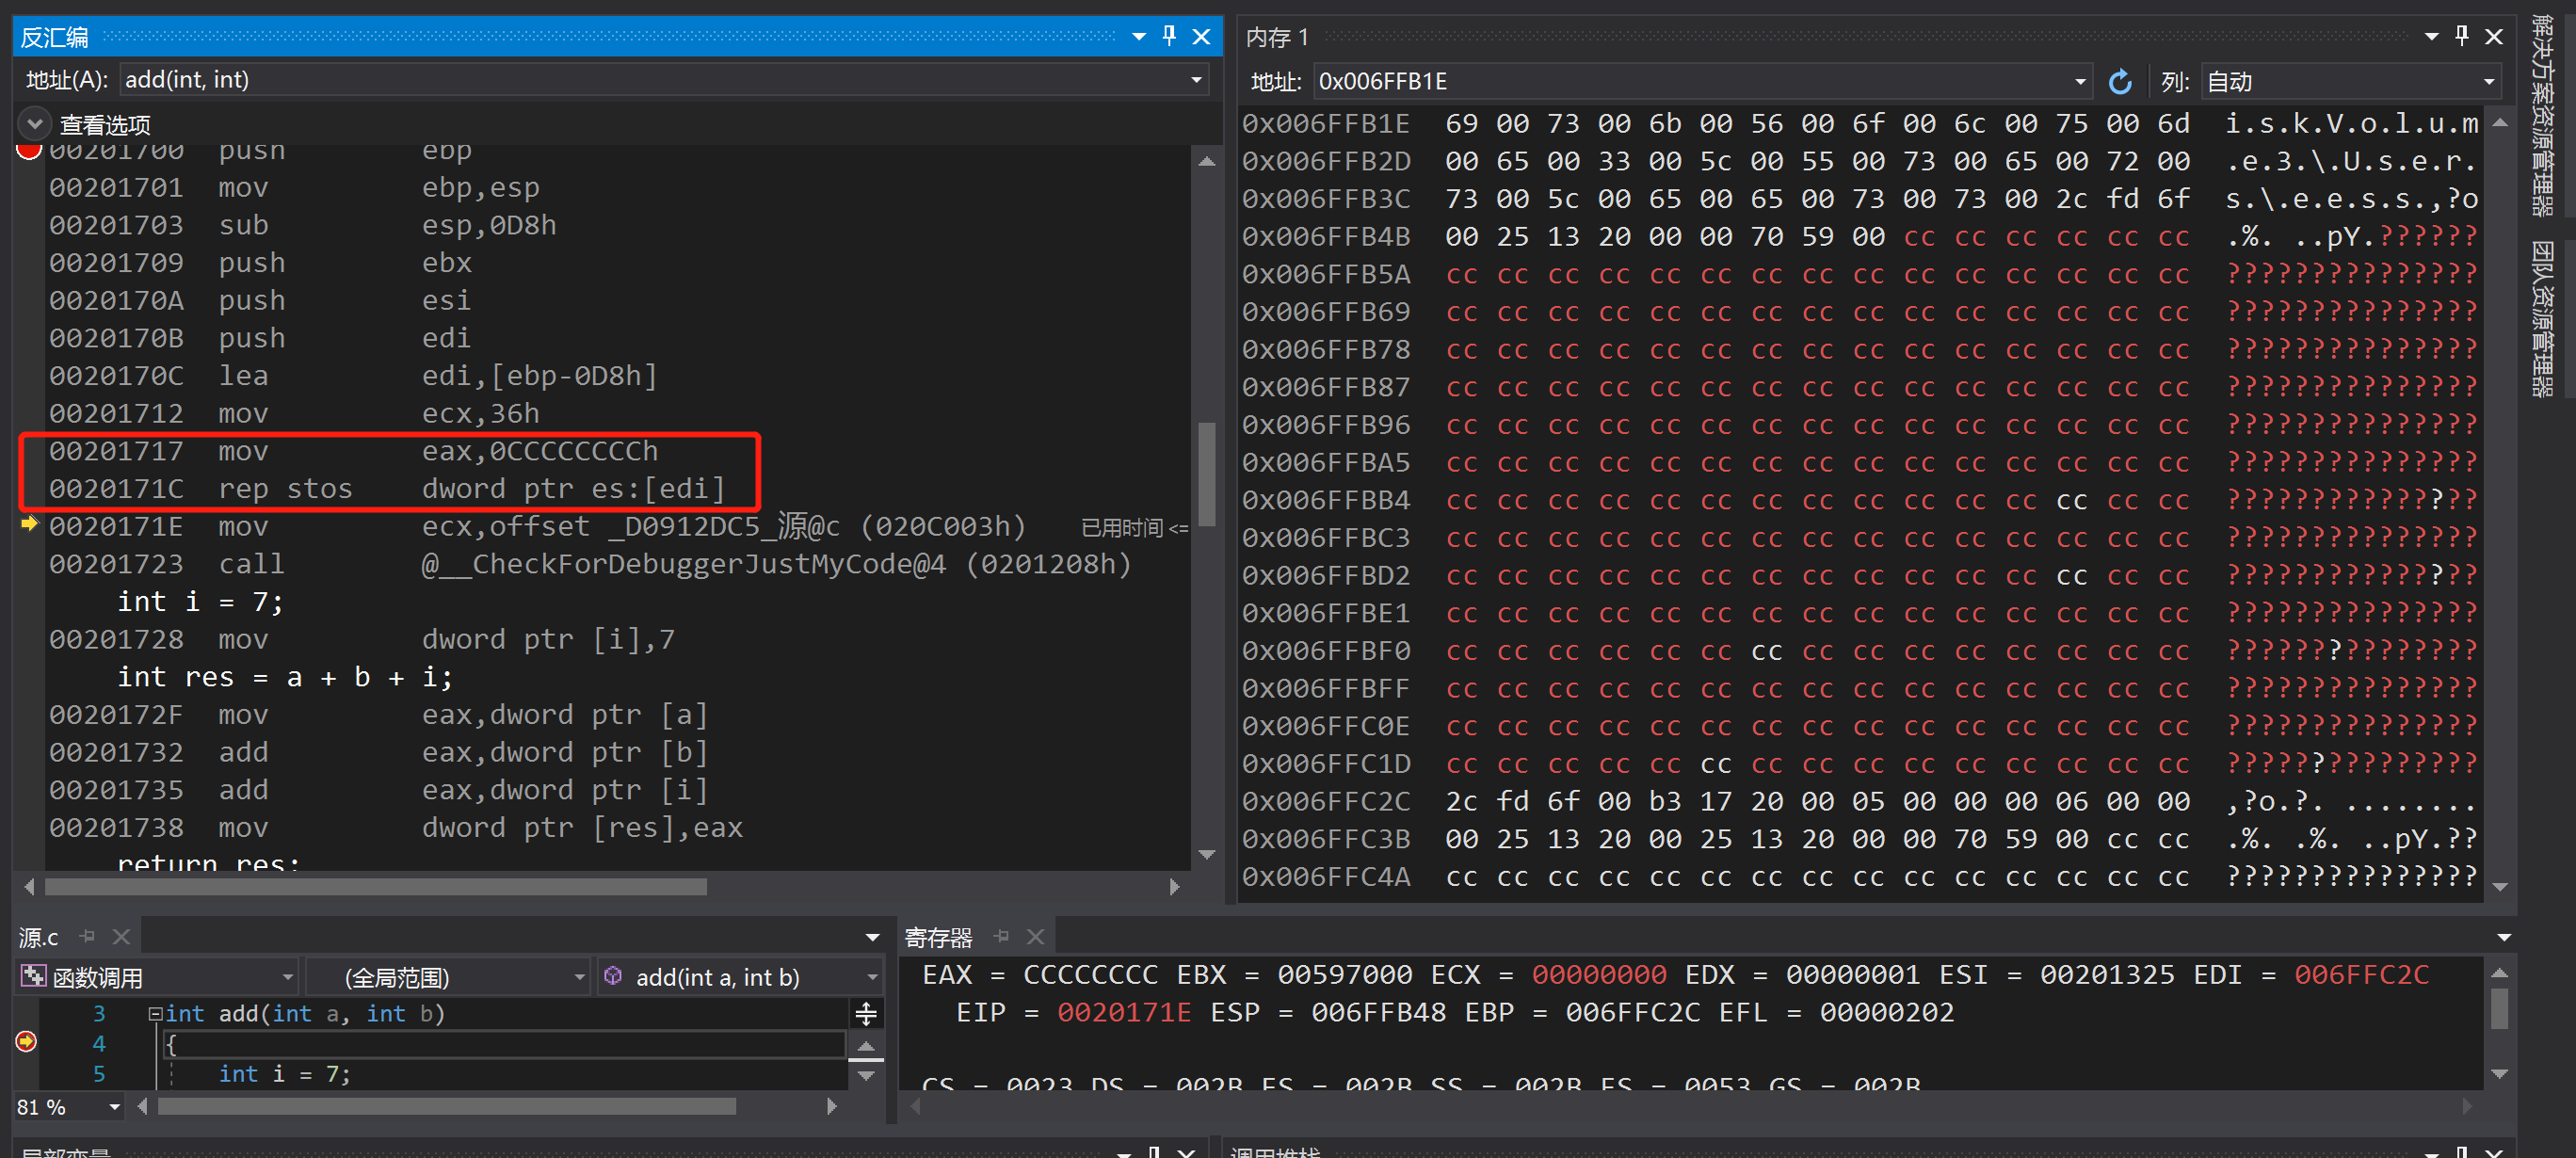 反汇编
地址(A): add(int, int)
查看选项
00201700 push ebp
00201701 mov ebp,esp
00201703 sub esp,0D8h
00201709 push ebx
0020170A push esi
0020170B push edi
0020170C lea edi,[ebp-0D8h]
00201712 mov ecx,36h
00201717 mov eax,0CCCCCCCCh
0020171C rep stos dword ptr es:[edi]
0020171E mov ecx,offset _D0912DC5_源@c (020C003h) 已用时间 <=
00201723 call @__CheckForDebuggerJustMyCode@4 (0201208h)
int i = 7;
00201728 mov dword ptr [i],7
int res = a + b + i;
0020172F mov eax,dword ptr [a]
00201732 add eax,dword ptr [b]
00201735 add eax,dword ptr [i]
00201738 mov dword ptr [res],eax
return res;
内存 1
地址: 0x006FFB1E 列: 自动
0x006FFB1E 69 00 73 00 6b 00 56 00 6f 00 6c 00 75 00 6d i.s.k.V.o.l.u.m
0x006FFB2D 00 65 00 33 00 5c 00 55 00 73 00 65 00 72 00 .e.3.\.U.s.e.r.
0x006FFB3C 73 00 5c 00 65 00 65 00 73 00 73 00 2c fd 6f s.\.e.e.s.s.,?o
0x006FFB4B 00 25 13 20 00 00 70 59 00 cc cc cc cc cc cc .%. ..pY.??????
0x006FFB5A cc cc cc cc cc cc cc cc cc cc cc cc cc cc cc ???????????????
0x006FFB69 cc cc cc cc cc cc cc cc cc cc cc cc cc cc cc ???????????????
0x006FFB78 cc cc cc cc cc cc cc cc cc cc cc cc cc cc cc ???????????????
0x006FFB87 cc cc cc cc cc cc cc cc cc cc cc cc cc cc cc ???????????????
0x006FFB96 cc cc cc cc cc cc cc cc cc cc cc cc cc cc cc ???????????????
0x006FFBA5 cc cc cc cc cc cc cc cc cc cc cc cc cc cc cc ???????????????
0x006FFBB4 cc cc cc cc cc cc cc cc cc cc cc cc cc cc cc ???????????????
0x006FFBC3 cc cc cc cc cc cc cc cc cc cc cc cc cc cc cc ???????????????
0x006FFBD2 cc cc cc cc cc cc cc cc cc cc cc cc cc cc cc ???????????????
0x006FFBE1 cc cc cc cc cc cc cc cc cc cc cc cc cc cc cc ???????????????
0x006FFBF0 cc cc cc cc cc cc cc cc cc cc cc cc cc cc cc ???????????????
0x006FFBFF cc cc cc cc cc cc cc cc cc cc cc cc cc cc cc ???????????????
0x006FFC0E cc cc cc cc cc cc cc cc cc cc cc cc cc cc cc ???????????????
0x006FFC1D cc cc cc cc cc cc cc cc cc cc cc cc cc cc cc ???????????????
0x006FFC2C 2c fd 6f 00 b3 17 20 00 05 00 00 00 06 00 00 ,?o.?. ........
0x006FFC3B 00 25 13 20 00 25 13 20 00 00 70 59 00 cc cc .%. .%. ..pY.??
0x006FFC4A cc cc cc cc cc cc cc cc cc cc cc cc cc cc cc ???????????????
解决方案资源管理器
团队资源管理器
源.c
函数调用 (全局范围) add(int a, int b)
3 int add(int a, int b)
4 {
5 int i = 7;
81 %
寄存器
EAX = CCCCCCCC EBX = 00597000 ECX = 00000000 EDX = 00000001 ESI = 00201325 EDI = 006FFC2C
EIP = 0020171E ESP = 006FFB48 EBP = 006FFC2C EFL = 00000202
CS = 0023 DS = 002B ES = 002B SS = 002B FS = 0053 GS = 002B
局部变量
调用堆栈